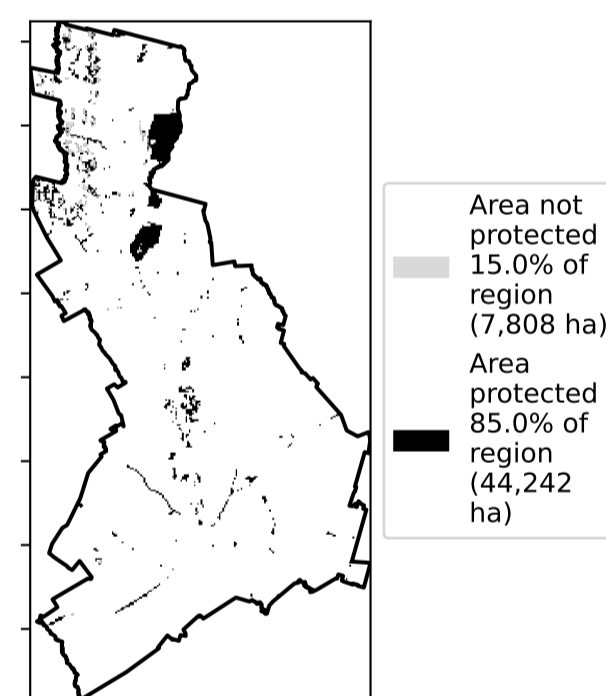 Area not
protected
15.0% of
region
(7,808 ha)
Area
protected
85.0% of
region
(44,242
ha)